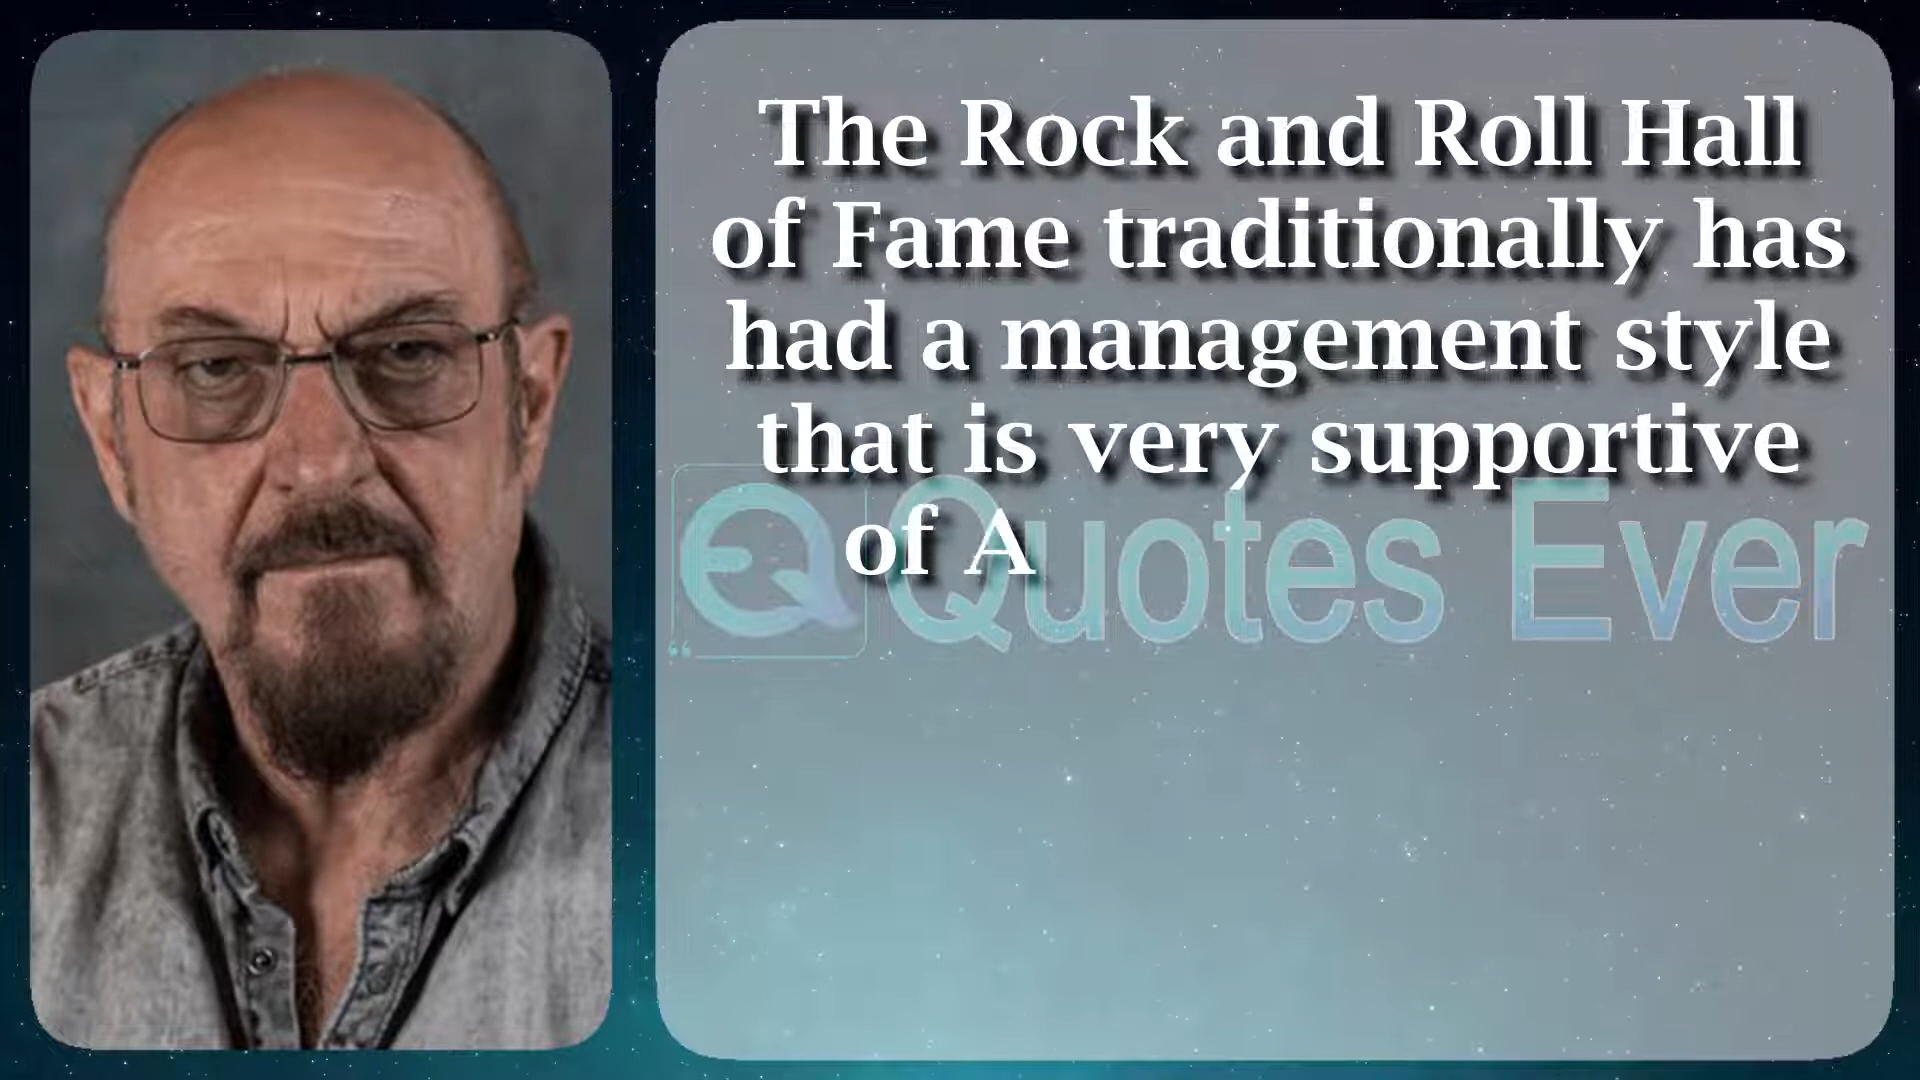 The Rock and Roll Hall
of Fame traditionally has
had a management style
that is very supportive
of A
EQ Quotes Ever